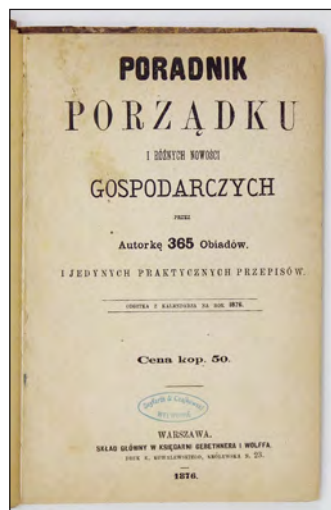 PORADNIK
PORZĄDKU
I RÓŻNYCH NOWOŚCI
GOSPODARCZYCH
PRZEZ
Autorkę 365 Obiadów,
I JEDYNYCH PRAKTYCZNYCH PRZEPISÓW.
ODBITKA Z KALENDARZA NA ROK 1876.
Cena kop. 50.
WARSZAWA.
SKŁAD GŁÓWNY W KSIĘGARNI GEBETHNERA I WOLFFA.
DRUK S. KOWALEWSKIEGO, KRÓLEWSKA N. 23.
1876.